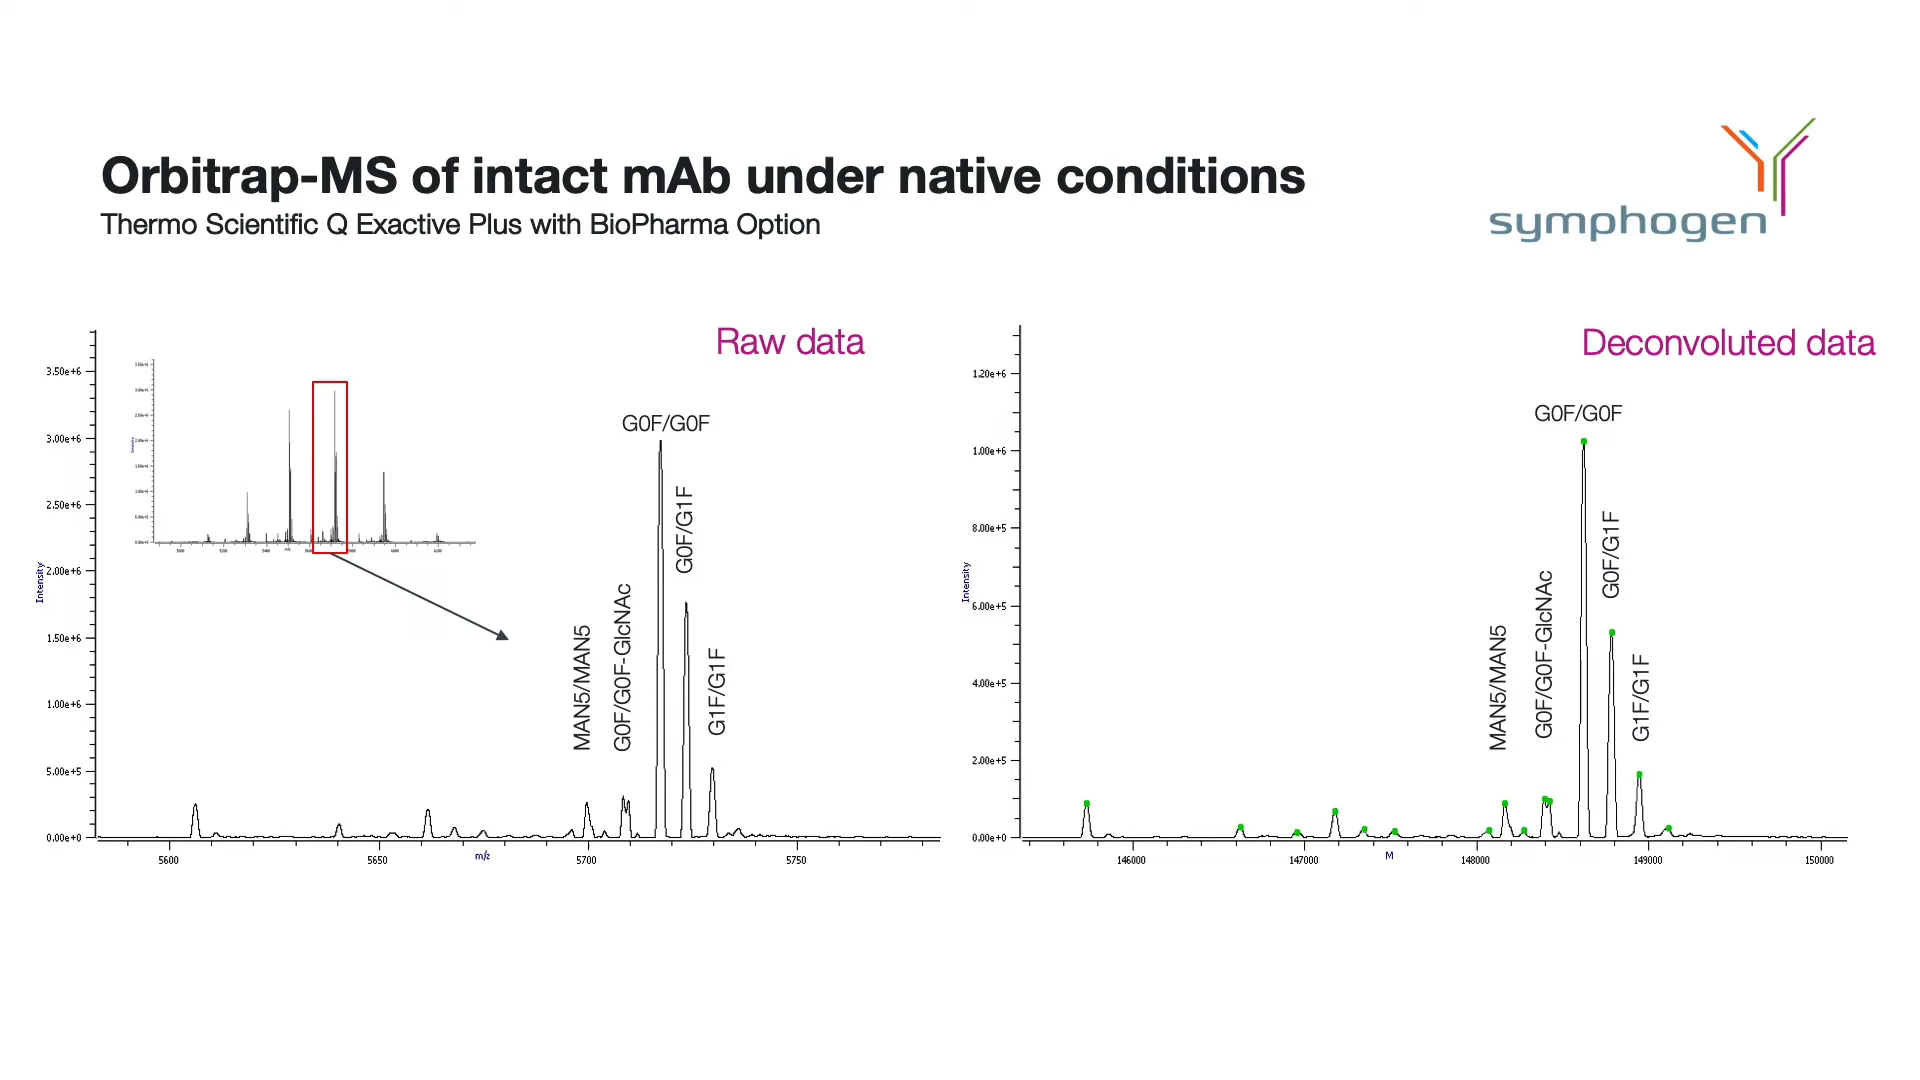 Orbitrap-MS of intact mAb under native conditions
Thermo Scientific Q Exactive Plus with BioPharma Option
symphogen
Raw data
3.50e+6
3.00e+6
2.50e+6
2.00e+6
1.50e+6
1.00e+6
5.00e+5
0.00e+0
Intensity
5600
5650
5700
5750
m/z
MAN5/MAN5
G0F/G0F-GlcNAc
G0F/G0F
G0F/G1F
G1F/G1F
Deconvoluted data
1.20e+6
1.00e+6
8.00e+5
6.00e+5
4.00e+5
2.00e+5
0.00e+0
Intensity
146000
147000
148000
149000
150000
M
MAN5/MAN5
G0F/G0F-GlcNAc
G0F/G0F
G0F/G1F
G1F/G1F